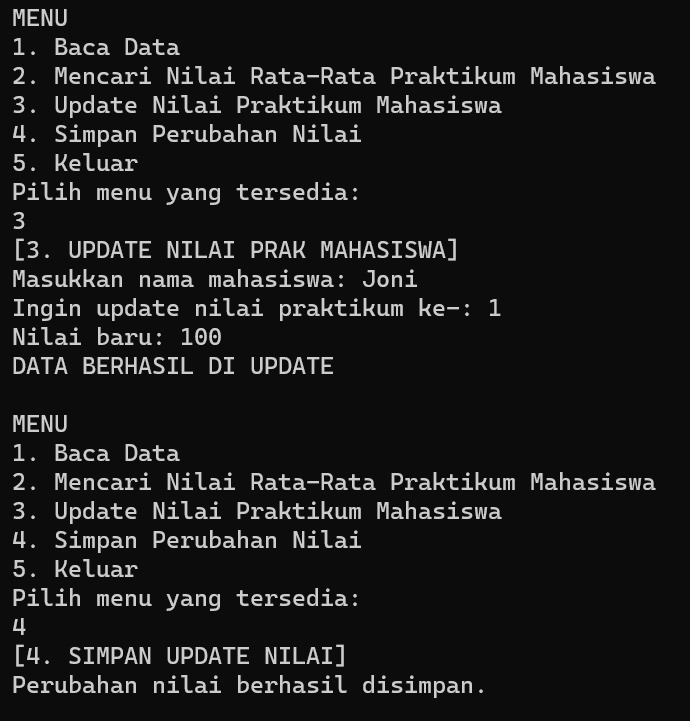 MENU
1. Baca Data
2. Mencari Nilai Rata-Rata Praktikum Mahasiswa
3. Update Nilai Praktikum Mahasiswa
4. Simpan Perubahan Nilai
5. Keluar
Pilih menu yang tersedia:
3
[3. UPDATE NILAI PRAK MAHASISWA]
Masukkan nama mahasiswa: Joni
Ingin update nilai praktikum ke-: 1
Nilai baru: 100
DATA BERHASIL DI UPDATE

MENU
1. Baca Data
2. Mencari Nilai Rata-Rata Praktikum Mahasiswa
3. Update Nilai Praktikum Mahasiswa
4. Simpan Perubahan Nilai
5. Keluar
Pilih menu yang tersedia:
4
[4. SIMPAN UPDATE NILAI]
Perubahan nilai berhasil disimpan.